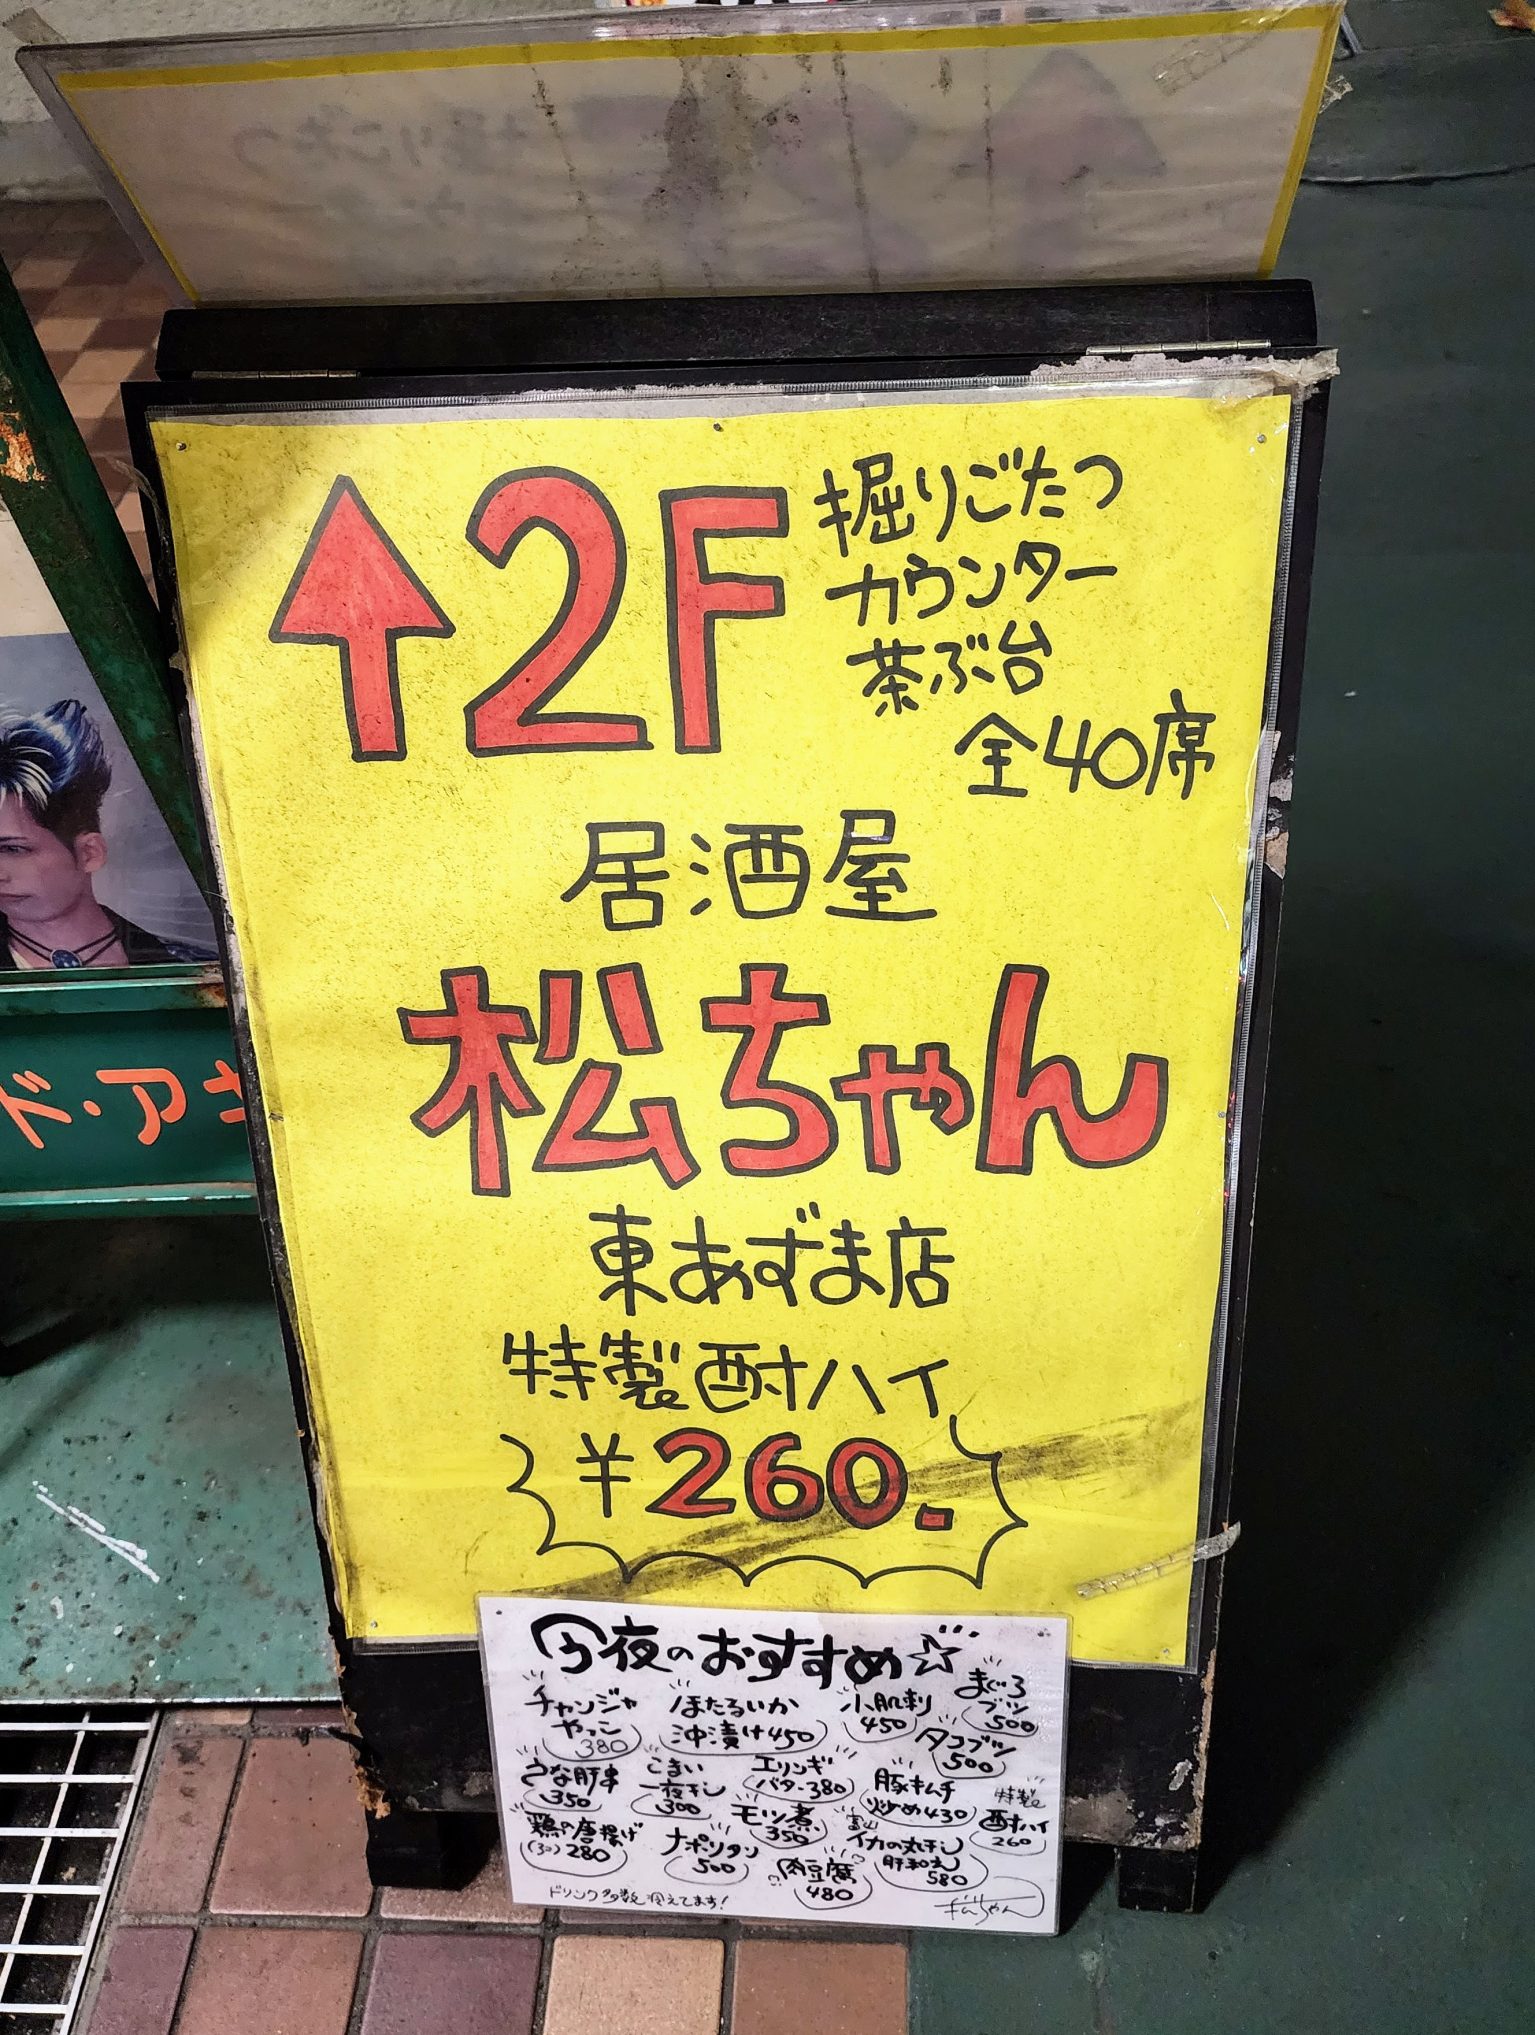 ↑2F
掘りごたつ
カウンター
茶ぶ台
全40席
居酒屋
松ちゃん
東あずま店
特製酎ハイ
¥260.
ド・ア
今夜のおすすめ☆
チャンジャ
やっこ
380
ほたるいか
沖漬け450
小肌刺
450
まぐろ
ブツ
500
タコブツ
500
うな肝串
350
こまい
一夜干し
300
エリンギ
バター380
豚キムチ
炒め430
特製
酎ハイ
260
鶏の唐揚げ
280
ナポリタン
500
モツ煮
350
肉豆腐
480
富山
イカの丸干し
580
ドリンク多数冷えてます!
松ちゃん